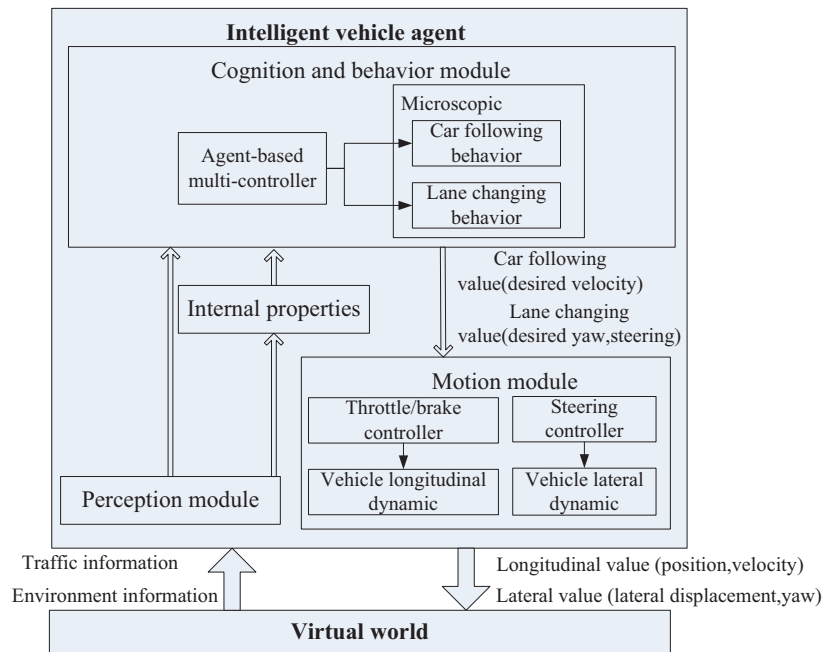 Intelligent vehicle agent
Cognition and behavior module
Microscopic
Car following
behavior
Agent-based
multi-controller
Lane changing
behavior
Car following
value(desired velocity)
Internal properties
Lane changing
value(desired yaw,steering)
Motion module
Throttle/brake
controller
Steering
controller
Vehicle longitudinal
dynamic
Vehicle lateral
dynamic
Perception module
Traffic information
Environment information
Longitudinal value (position,velocity)
Lateral value (lateral displacement,yaw)
Virtual world